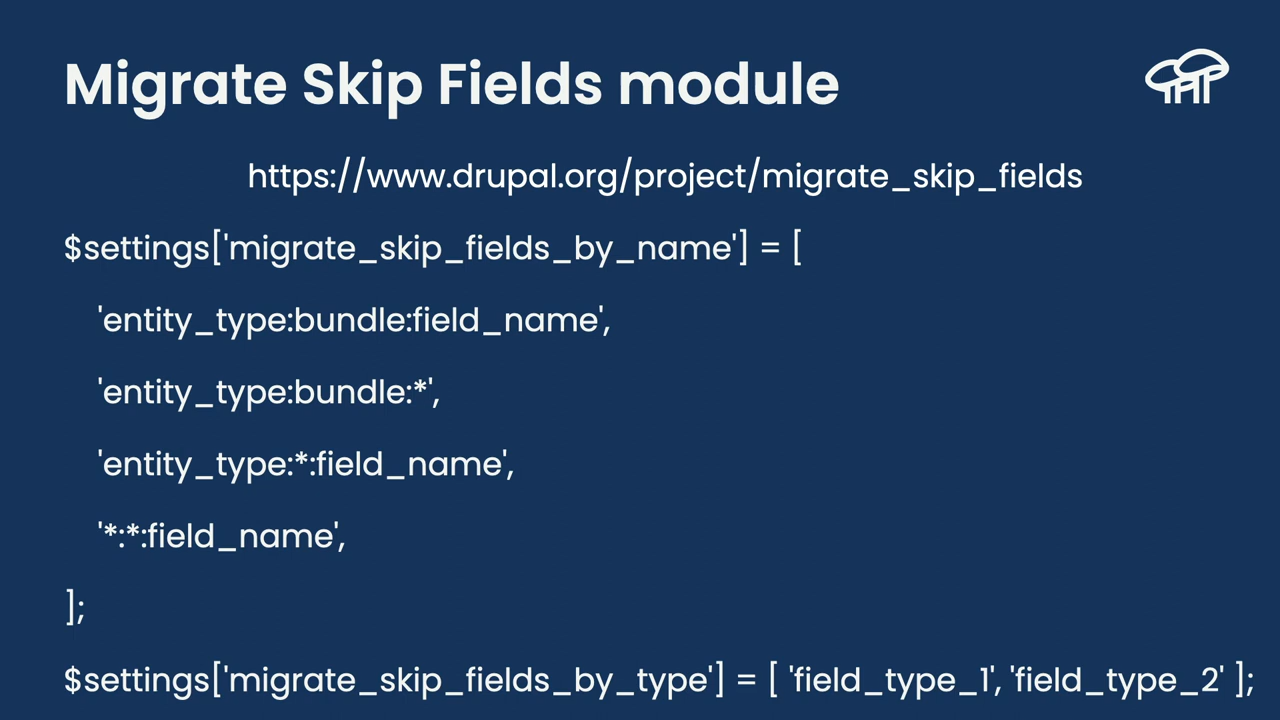 Migrate Skip Fields module
https://www.drupal.org/project/migrate_skip_fields
$settings['migrate_skip_fields_by_name'] = [
'entity_type:bundle:field_name',
'entity_type:bundle:*',
'entity_type:*:field_name',
'*:*:field_name',
];
$settings['migrate_skip_fields_by_type'] = [ 'field_type_1', 'field_type_2' ];